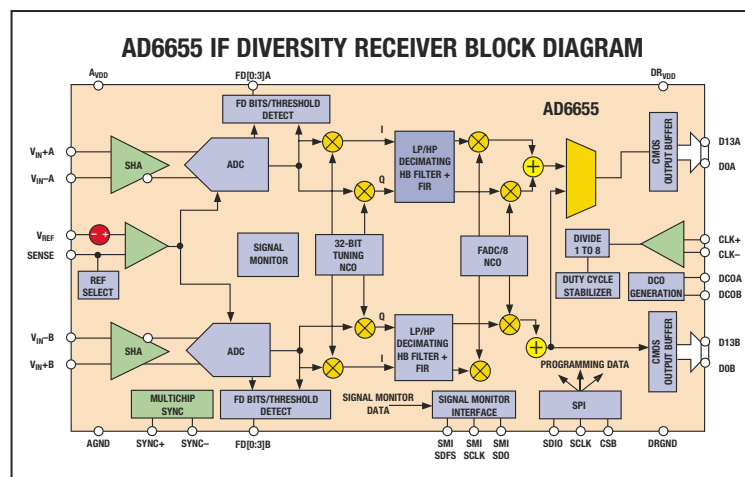 AD6655 IF DIVERSITY RECEIVER BLOCK DIAGRAM
AVDD
FD[0:3]A
DRVDD
AD6655
FD BITS/THRESHOLD
DETECT
VIN+A
VIN–A
SHA
ADC
I
Q
LP/HP
DECIMATING
HB FILTER +
FIR
CMOS
OUTPUT BUFFER
D13A
D0A
VREF
– +
SENSE
REF
SELECT
SIGNAL
MONITOR
32-BIT
TUNING
NCO
FADC/8
NCO
DIVIDE
1 TO 8
DUTY CYCLE
STABILIZER
DCO
GENERATION
CLK+
CLK–
DCOA
DCOB
VIN–B
VIN+B
SHA
ADC
Q
I
LP/HP
DECIMATING
HB FILTER +
FIR
CMOS
OUTPUT BUFFER
D13B
D0B
PROGRAMMING DATA
MULTICHIP
SYNC
FD BITS/THRESHOLD
DETECT
SIGNAL MONITOR
DATA
SIGNAL MONITOR
INTERFACE
SPI
AGND
SYNC+
SYNC–
FD[0:3]B
SMI
SDFS
SMI
SCLK
SMI
SDO
SDIO
SCLK
CSB
DRGND